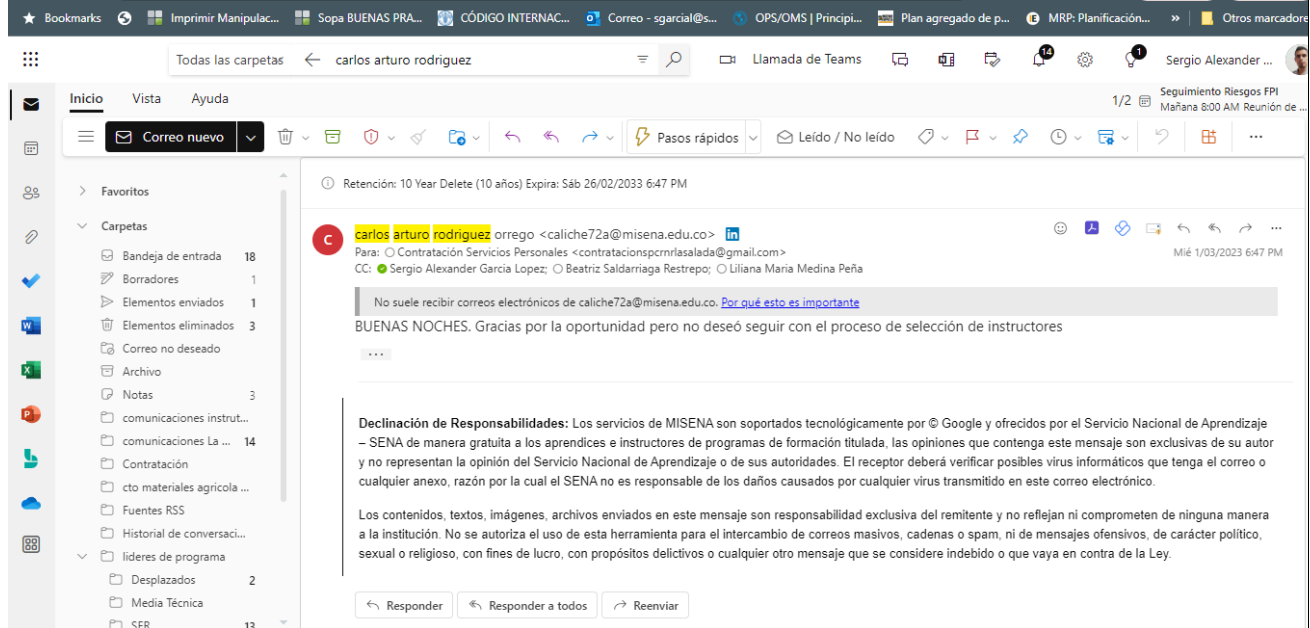 Bookmarks
Imprimir Manipulac...
Sopa BUENAS PRA...
CÓDIGO INTERNAC...
Correo - sgarcial@s...
OPS/OMS | Principi...
Plan agregado de p...
MRP: Planificación...
»
Otros marcadore
Todas las carpetas
carlos arturo rodriguez
Llamada de Teams
14
1
Sergio Alexander ...
Inicio
Vista
Ayuda
1/2
Seguimiento Riesgos FPI
Mañana 8:00 AM Reunión de ...
Correo nuevo
Pasos rápidos
Leído / No leído
...
Favoritos
Carpetas
Bandeja de entrada 18
Borradores 1
Elementos enviados 1
Elementos eliminados 3
Correo no deseado
Archivo
Notas 3
comunicaciones instrut...
comunicaciones La ... 14
Contratación
cto materiales agricola ...
Fuentes RSS
Historial de conversaci...
lideres de programa
Desplazados 2
Media Técnica
SER 13
Retención: 10 Year Delete (10 años) Expira: Sáb 26/02/2033 6:47 PM
C
carlos arturo rodriguez orrego <caliche72a@misena.edu.co> in
Para: Contratación Servicios Personales <contratacionspcrnrlasalada@gmail.com>
CC: Sergio Alexander Garcia Lopez; Beatriz Saldarriaga Restrepo; Liliana Maria Medina Peña
...
Mié 1/03/2023 6:47 PM
No suele recibir correos electrónicos de caliche72a@misena.edu.co. Por qué esto es importante
BUENAS NOCHES. Gracias por la oportunidad pero no deseó seguir con el proceso de selección de instructores
...
Declinación de Responsabilidades: Los servicios de MISENA son soportados tecnológicamente por © Google y ofrecidos por el Servicio Nacional de Aprendizaje
– SENA de manera gratuita a los aprendices e instructores de programas de formación titulada, las opiniones que contenga este mensaje son exclusivas de su autor
y no representan la opinión del Servicio Nacional de Aprendizaje o de sus autoridades. El receptor deberá verificar posibles virus informáticos que tenga el correo o
cualquier anexo, razón por la cual el SENA no es responsable de los daños causados por cualquier virus transmitido en este correo electrónico.
Los contenidos, textos, imágenes, archivos enviados en este mensaje son responsabilidad exclusiva del remitente y no reflejan ni comprometen de ninguna manera
a la institución. No se autoriza el uso de esta herramienta para el intercambio de correos masivos, cadenas o spam, ni de mensajes ofensivos, de carácter político,
sexual o religioso, con fines de lucro, con propósitos delictivos o cualquier otro mensaje que se considere indebido o que vaya en contra de la Ley.
Responder
Responder a todos
Reenviar